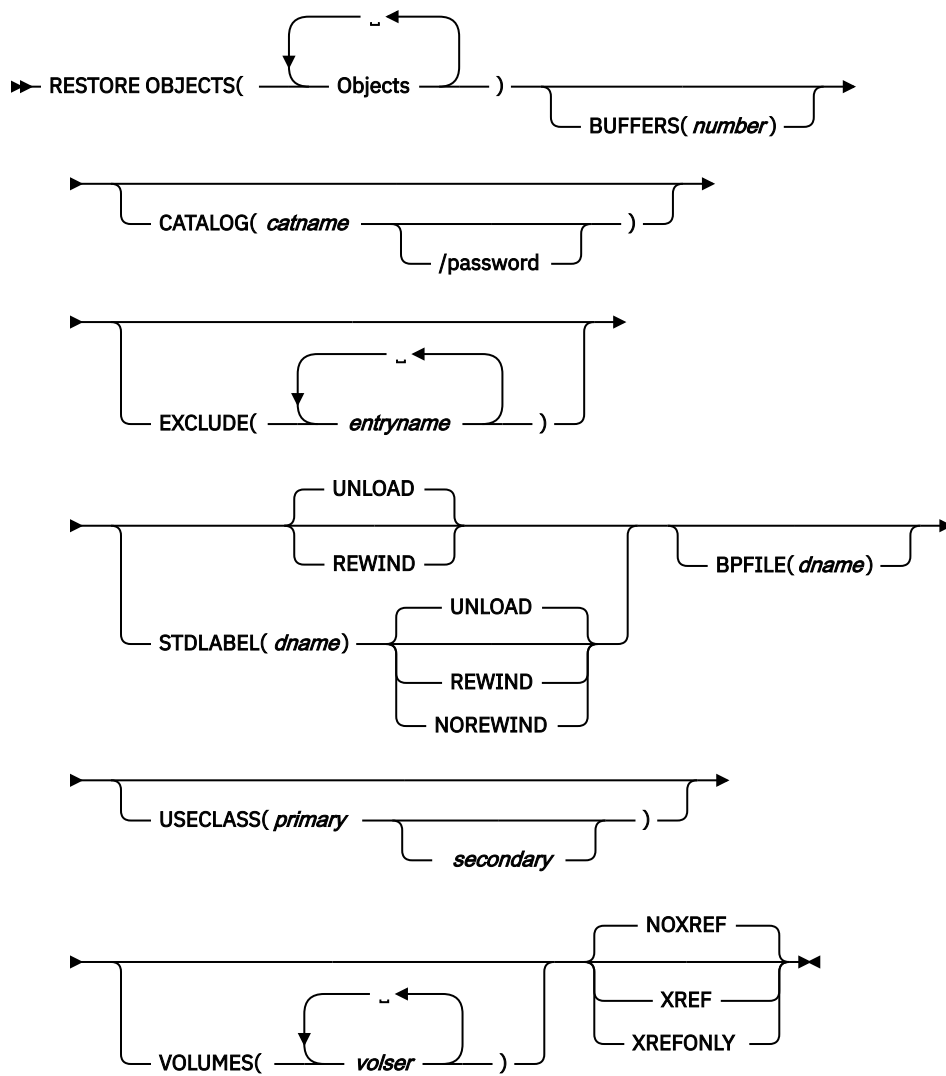 ␣
RESTORE OBJECTS( Objects )
BUFFERS( number )
CATALOG( catname )
/password
␣
EXCLUDE( entryname )
UNLOAD
REWIND
BPFILE( dname )
STDLABEL( dname )
UNLOAD
REWIND
NOREWIND
USECLASS( primary )
secondary
NOXREF
XREF
XREFONLY
␣
VOLUMES( volser )